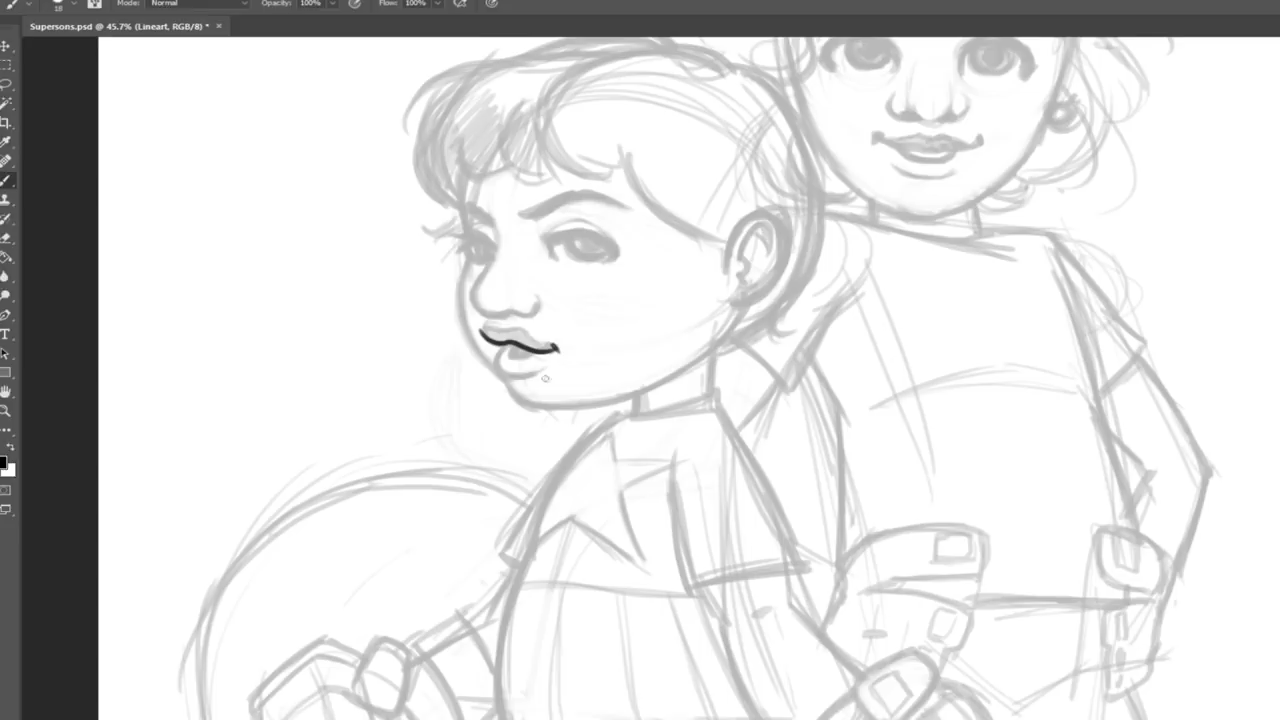 Mode: Normal Opacity: 100% Flow: 100%
Supersons.psd @ 45.7% (Lineart, RGB/8) * ×